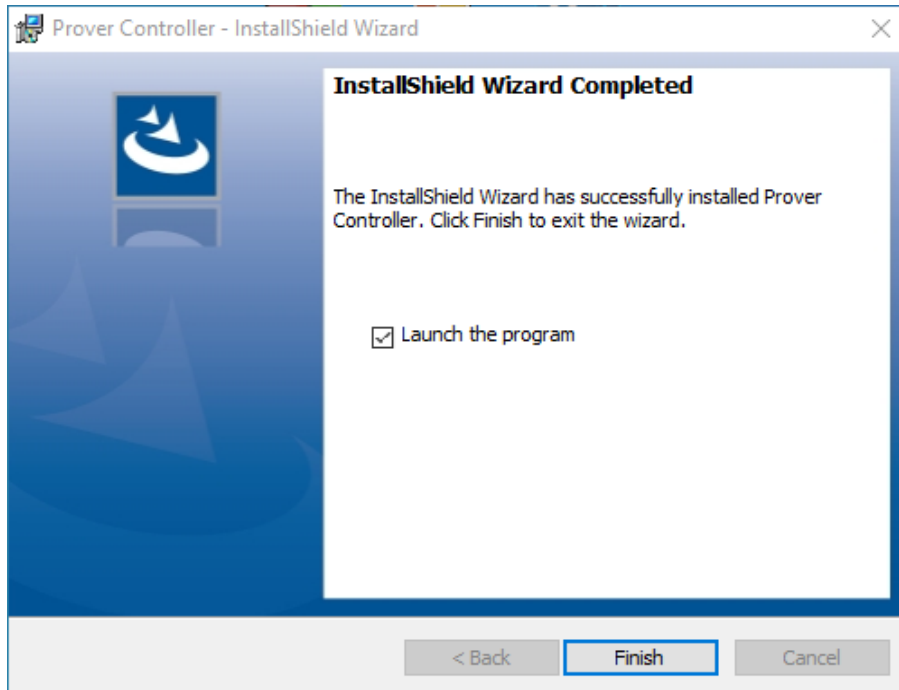 Prover Controller - InstallShield Wizard
InstallShield Wizard Completed
The InstallShield Wizard has successfully installed Prover
Controller. Click Finish to exit the wizard.
Launch the program
< Back
Finish
Cancel